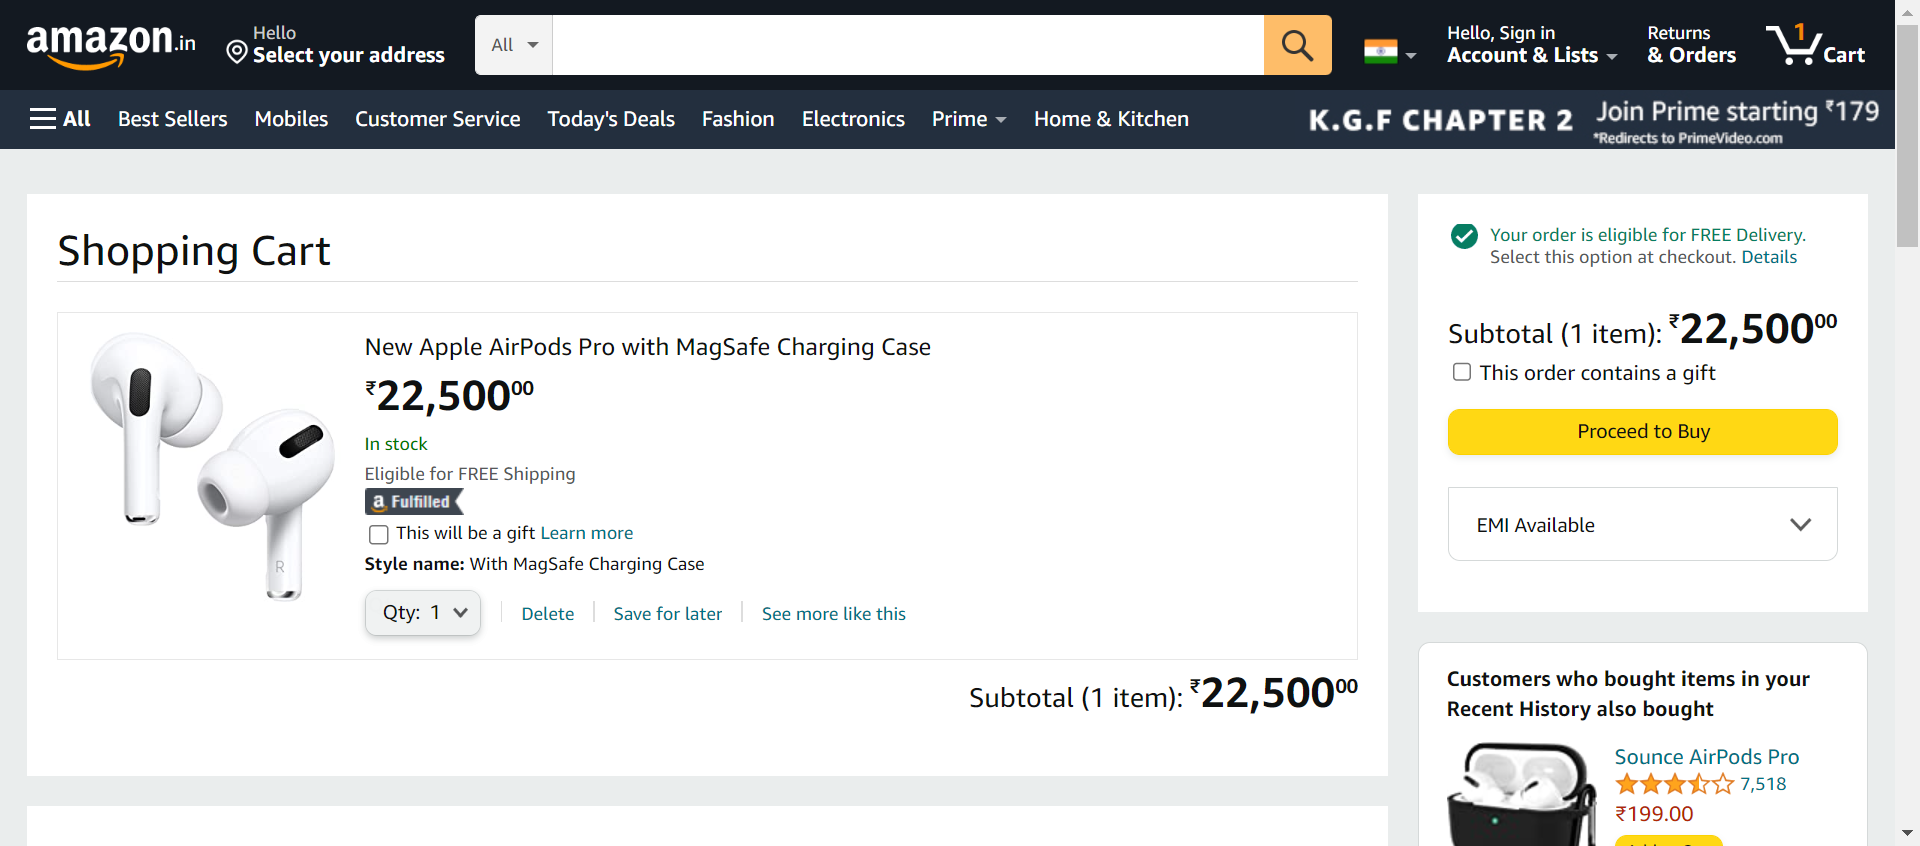 amazon.in
Hello
Select your address
All
Hello, Sign in
Account & Lists
Returns
& Orders
1
Cart
All
Best Sellers
Mobiles
Customer Service
Today's Deals
Fashion
Electronics
Prime
Home & Kitchen
K.G.F CHAPTER 2
Join Prime starting ₹179
*Redirects to PrimeVideo.com
Shopping Cart
New Apple AirPods Pro with MagSafe Charging Case
₹22,50000
In stock
Eligible for FREE Shipping
a Fulfilled
This will be a gift Learn more
Style name: With MagSafe Charging Case
Qty: 1
Delete
Save for later
See more like this
R
Subtotal (1 item): ₹22,50000
Your order is eligible for FREE Delivery.
Select this option at checkout. Details
Subtotal (1 item): ₹22,50000
This order contains a gift
Proceed to Buy
EMI Available
Customers who bought items in your
Recent History also bought
Sounce AirPods Pro
7,518
₹199.00